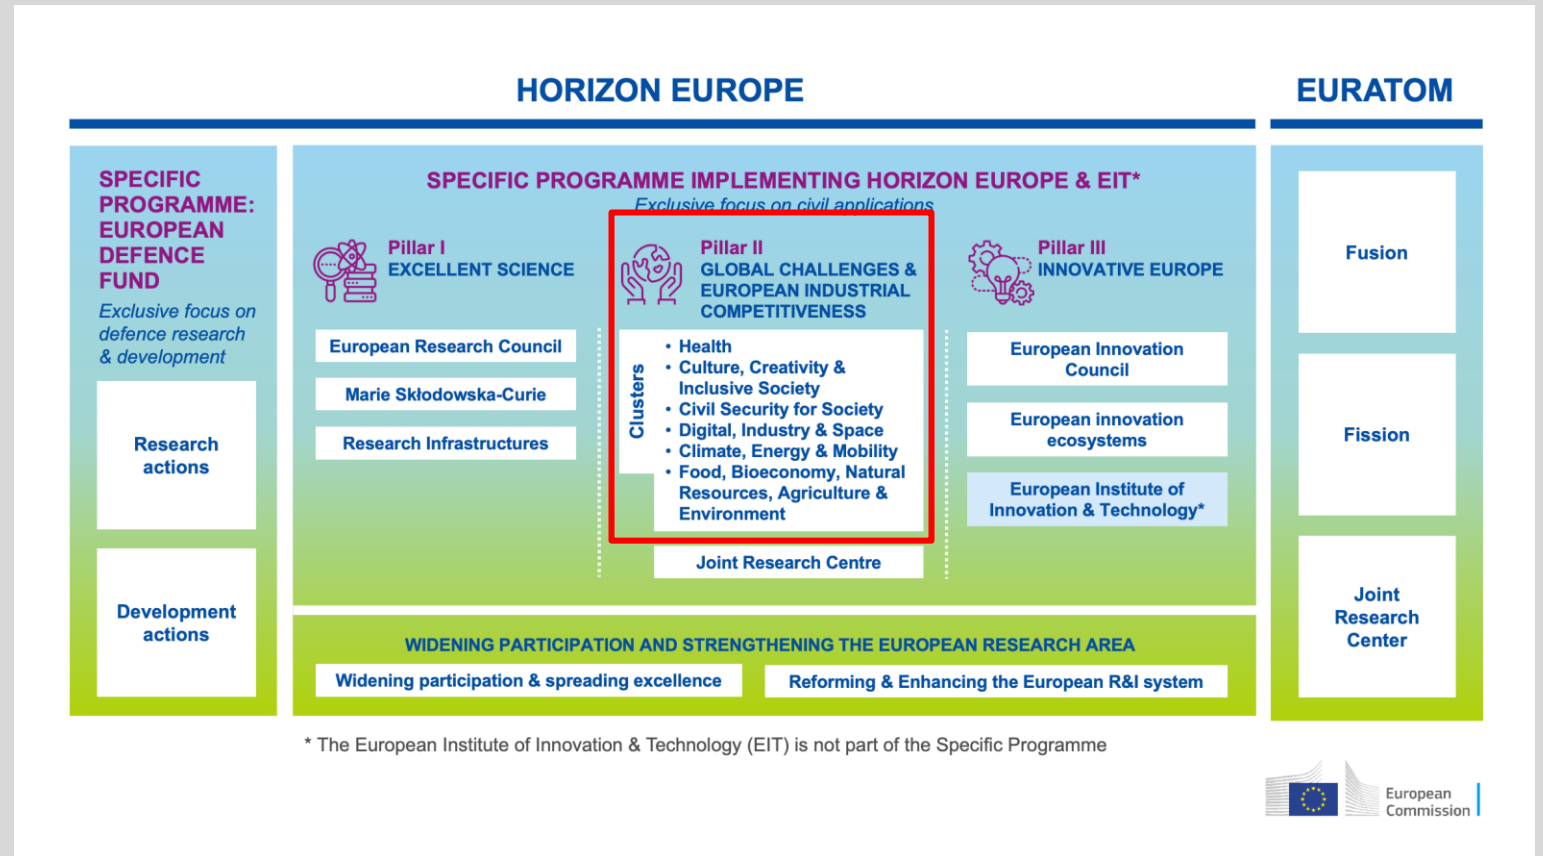 HORIZON EUROPE
EURATOM
SPECIFIC
PROGRAMME:
EUROPEAN
DEFENCE
FUND
Exclusive focus on
defence research
& development
Research
actions
Development
actions
SPECIFIC PROGRAMME IMPLEMENTING HORIZON EUROPE & EIT*
Exclusive focus on civil applications
Pillar I
EXCELLENT SCIENCE
European Research Council
Marie Skłodowska-Curie
Research Infrastructures
Pillar II
GLOBAL CHALLENGES &
EUROPEAN INDUSTRIAL
COMPETITIVENESS
Clusters
• Health
• Culture, Creativity &
Inclusive Society
• Civil Security for Society
• Digital, Industry & Space
• Climate, Energy & Mobility
• Food, Bioeconomy, Natural
Resources, Agriculture &
Environment
Joint Research Centre
Pillar III
INNOVATIVE EUROPE
European Innovation
Council
European innovation
ecosystems
European Institute of
Innovation & Technology*
WIDENING PARTICIPATION AND STRENGTHENING THE EUROPEAN RESEARCH AREA
Widening participation & spreading excellence
Reforming & Enhancing the European R&I system
Fusion
Fission
Joint
Research
Center
* The European Institute of Innovation & Technology (EIT) is not part of the Specific Programme
European
Commission